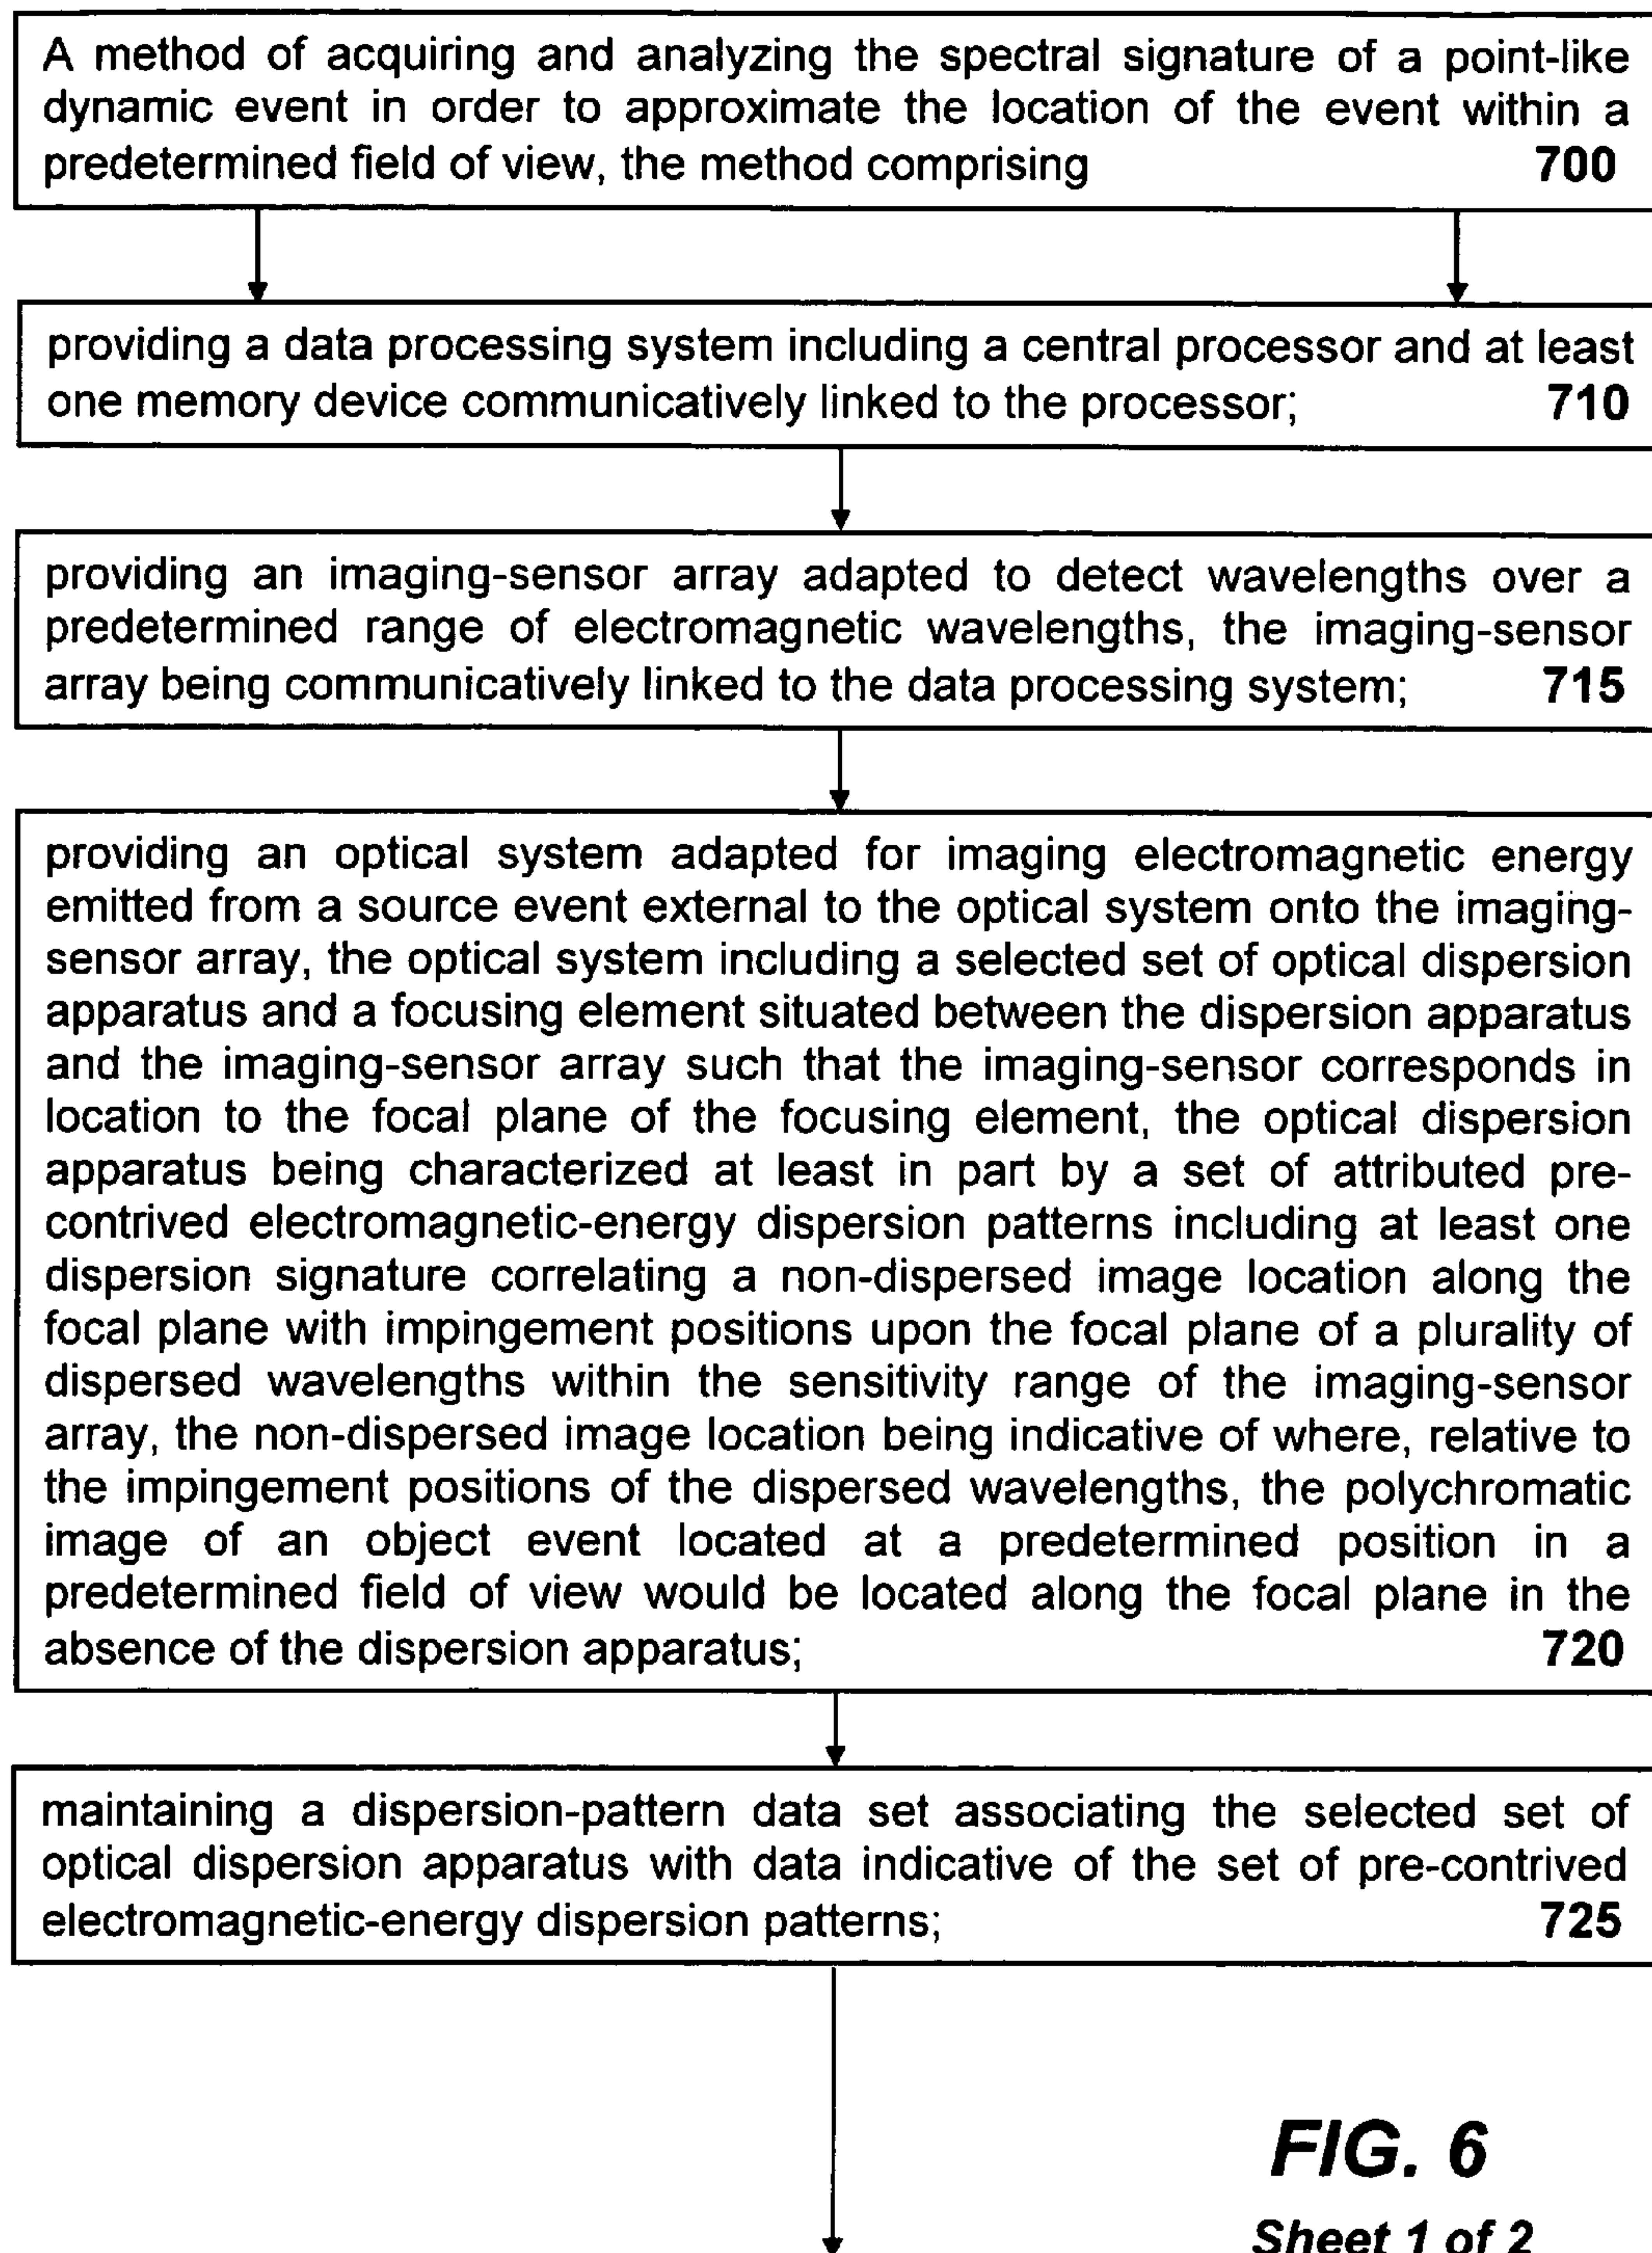 A method of acquiring and analyzing the spectral signature of a point-like
dynamic event in order to approximate the location of the event within a
predetermined field of view, the method comprising 700
providing a data processing system including a central processor and at least
one memory device communicatively linked to the processor; 710
providing an imaging-sensor array adapted to detect wavelengths over a
predetermined range of electromagnetic wavelengths, the imaging-sensor
array being communicatively linked to the data processing system; 715
providing an optical system adapted for imaging electromagnetic energy
emitted from a source event external to the optical system onto the imaging-
sensor array, the optical system including a selected set of optical dispersion
apparatus and a focusing element situated between the dispersion apparatus
and the imaging-sensor array such that the imaging-sensor corresponds in
location to the focal plane of the focusing element, the optical dispersion
apparatus being characterized at least in part by a set of attributed pre-
contrived electromagnetic-energy dispersion patterns including at least one
dispersion signature correlating a non-dispersed image location along the
focal plane with impingement positions upon the focal plane of a plurality of
dispersed wavelengths within the sensitivity range of the imaging-sensor
array, the non-dispersed image location being indicative of where, relative to
the impingement positions of the dispersed wavelengths, the polychromatic
image of an object event located at a predetermined position in a
predetermined field of view would be located along the focal plane in the
absence of the dispersion apparatus; 720
maintaining a dispersion-pattern data set associating the selected set of
optical dispersion apparatus with data indicative of the set of pre-contrived
electromagnetic-energy dispersion patterns; 725
FIG. 6
Sheet 1 of 2